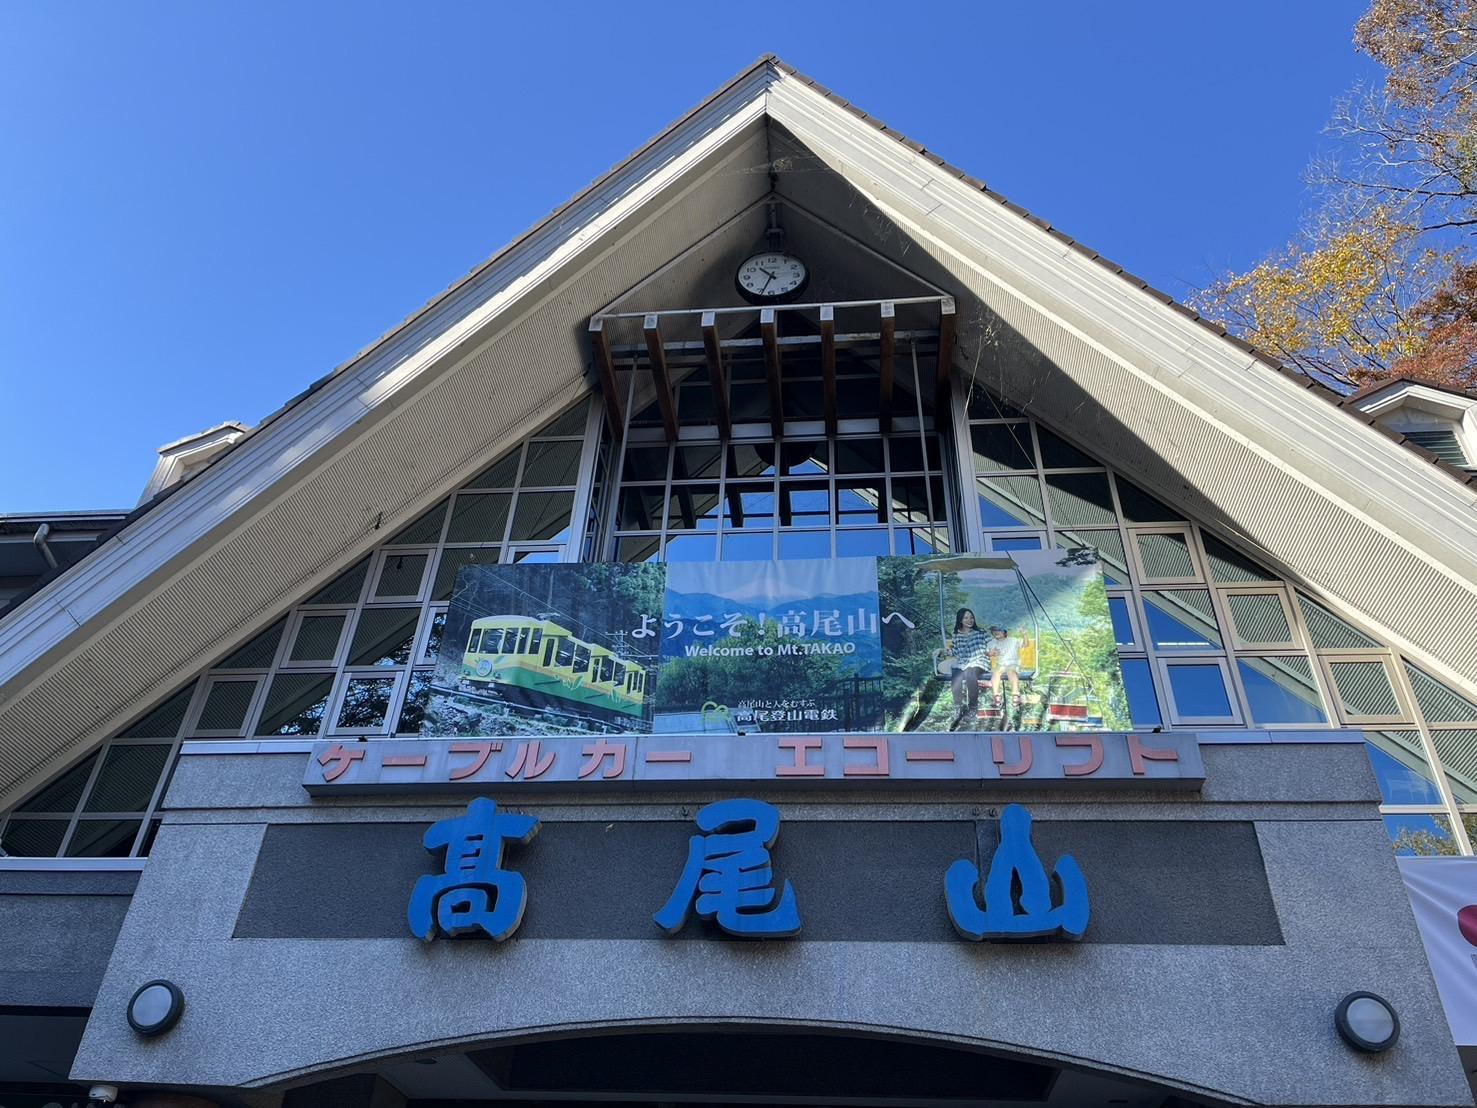 ようこそ！高尾山へ
Welcome to Mt.TAKAO
高尾山と人をむすぶ
高尾登山電鉄
ケーブルカー エコーリフト
高尾山